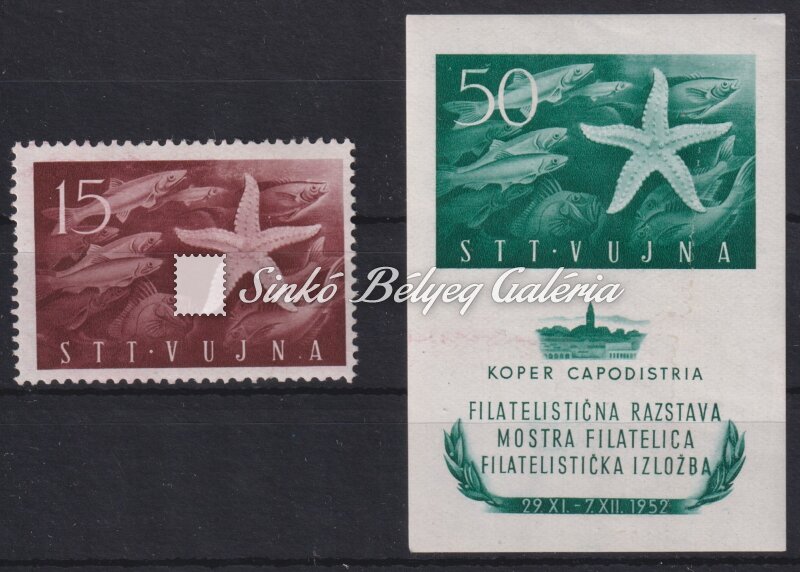 15
STT·VUJNA
50
STT·VUJNA
Sinkó Bélyeg Galéria
KOPER CAPODISTRIA
FILATELISTIČNA RAZSTAVA
MOSTRA FILATELICA
FILATELISTIČKA IZLOŽBA
29.XI.-7.XII.1952